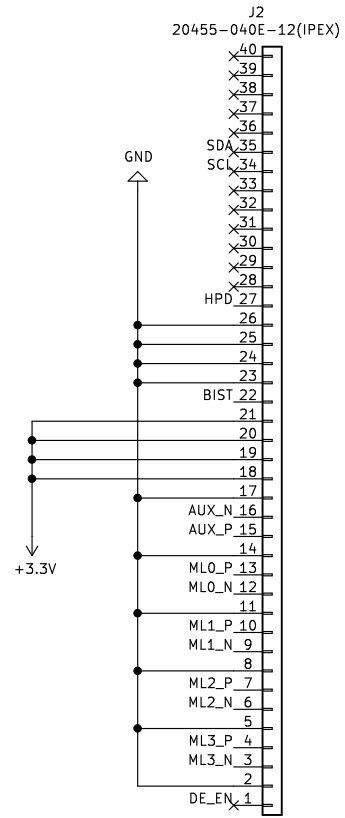 J2
20455-040E-12(IPEX)
40
39
38
37
36
SDA 35
SCL 34
GND
33
32
31
30
29
28
HPD 27
26
25
24
23
BIST 22
21
20
19
18
17
AUX_N 16
AUX_P 15
14
+3.3V
ML0_P 13
ML0_N 12
11
ML1_P 10
ML1_N 9
8
ML2_P 7
ML2_N 6
5
ML3_P 4
ML3_N 3
2
DE_EN 1